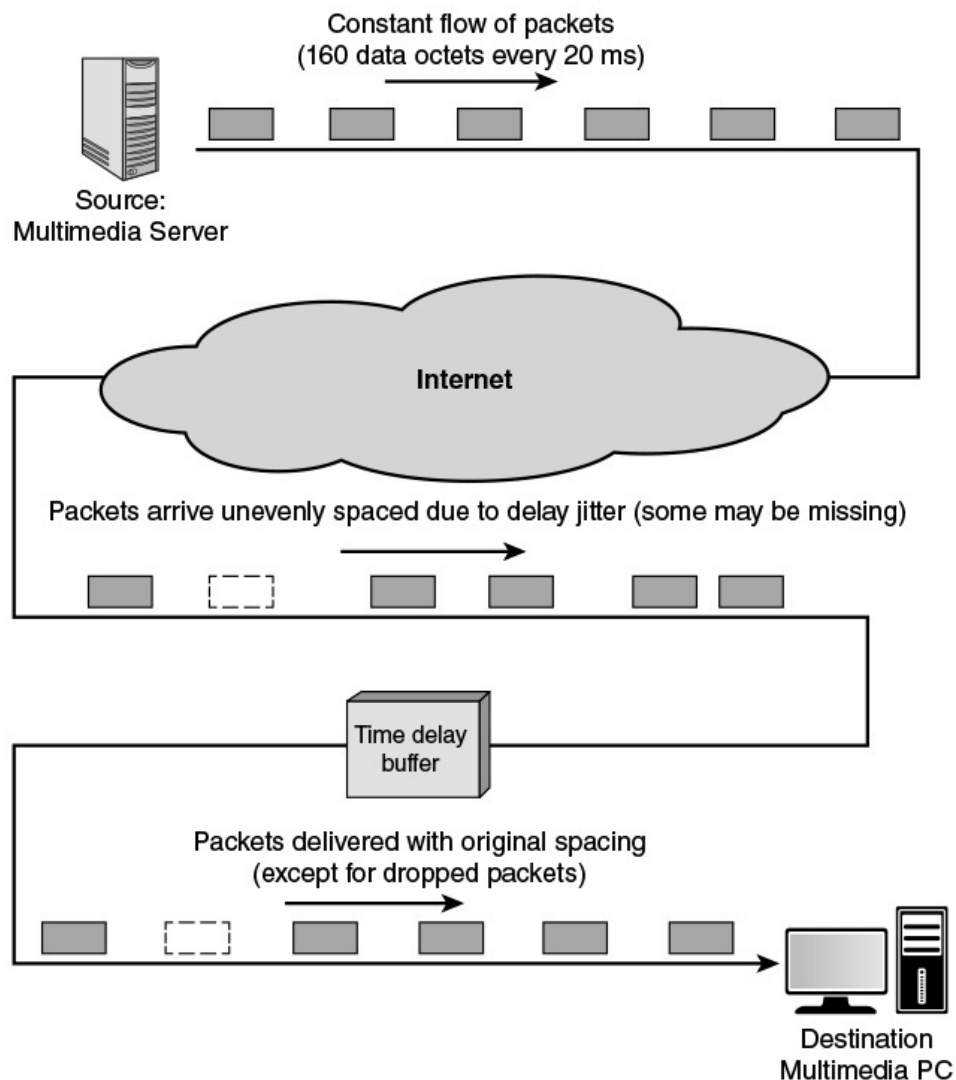 Constant flow of packets
(160 data octets every 20 ms)
Source:
Multimedia Server
Internet
Packets arrive unevenly spaced due to delay jitter (some may be missing)
Time delay
buffer
Packets delivered with original spacing
(except for dropped packets)
Destination
Multimedia PC